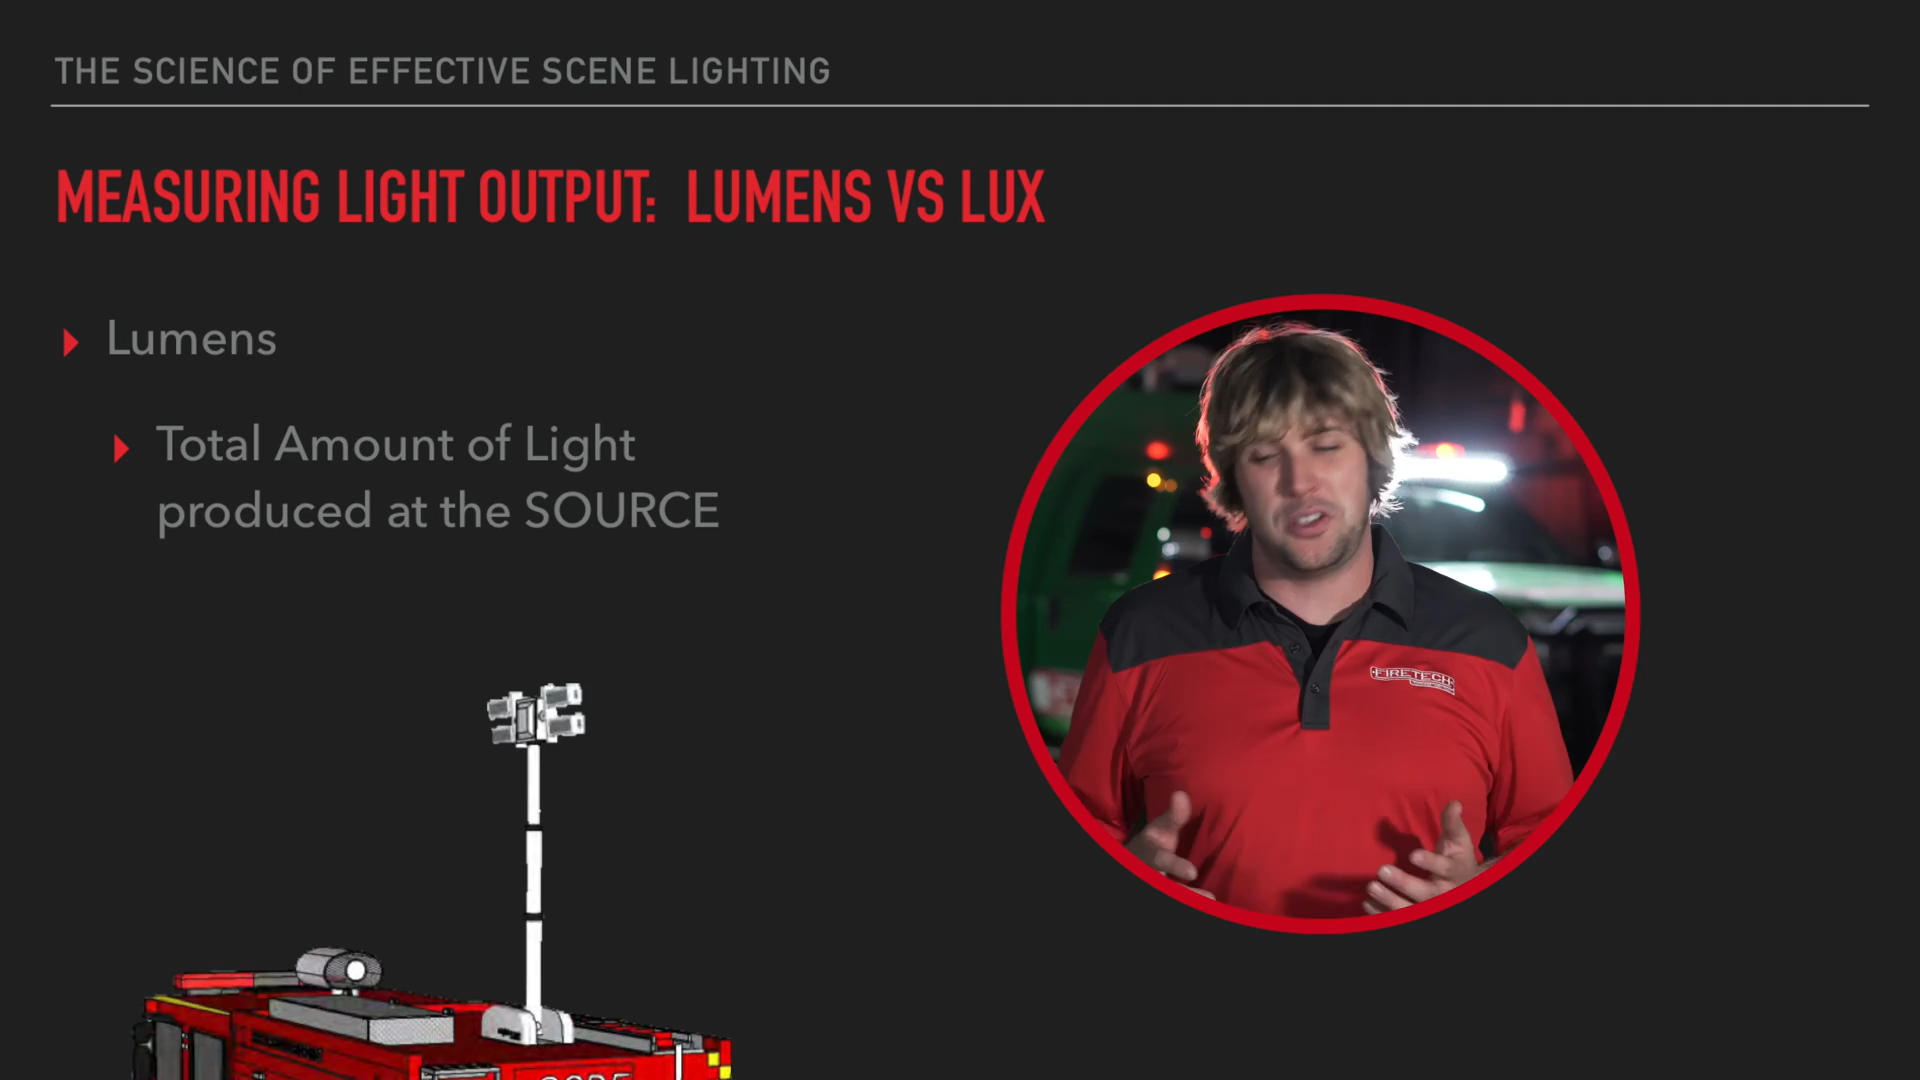 THE SCIENCE OF EFFECTIVE SCENE LIGHTING
MEASURING LIGHT OUTPUT: LUMENS VS LUX
Lumens
Total Amount of Light
produced at the SOURCE
FIRETECH